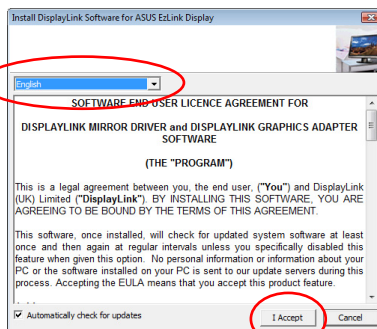 Install DisplayLink Software for ASUS EzLink Display
English
SOFTWARE END USER LICENCE AGREEMENT FOR
DISPLAYLINK MIRROR DRIVER and DISPLAYLINK GRAPHICS ADAPTER
SOFTWARE
(THE "PROGRAM")
This is a legal agreement between you, the end user, ("You") and DisplayLink
(UK) Limited ("DisplayLink"). BY INSTALLING THIS SOFTWARE, YOU ARE
AGREEING TO BE BOUND BY THE TERMS OF THIS AGREEMENT.
This software, once installed, will check for updated system software at least
once and then again at regular intervals unless you specifically disabled this
feature when given this option. No personal information or information about your
PC or the software installed on your PC is sent to our update servers during this
process. Accepting the EULA means that you accept this product feature.
Automatically check for updates
I Accept
Cancel